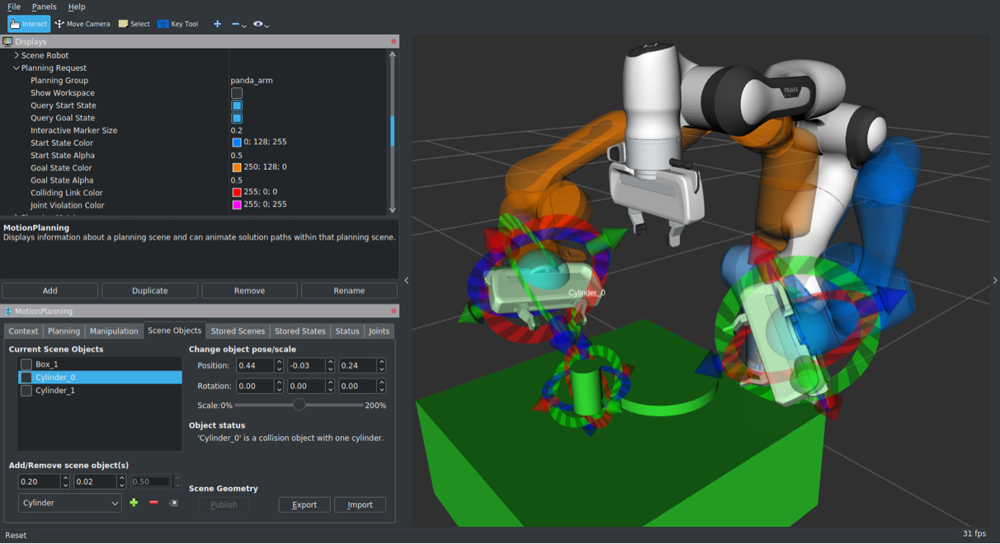 File Panels Help
Interact Move Camera Select Key Tool
Displays
Scene Robot
Planning Request
Planning Group panda_arm
Show Workspace
Query Start State
Query Goal State
Interactive Marker Size 0.2
Start State Color 0; 128; 255
Start State Alpha 0.5
Goal State Color 250; 128; 0
Goal State Alpha 0.5
Colliding Link Color 255; 0; 0
Joint Violation Color 255; 0; 255
MotionPlanning
Displays information about a planning scene and can animate solution paths within that planning scene.
Add Duplicate Remove Rename
MotionPlanning
Context Planning Manipulation Scene Objects Stored Scenes Stored States Status Joints
Current Scene Objects
Box_1
Cylinder_0
Cylinder_1
Change object pose/scale
Position: 0.44 -0.03 0.24
Rotation: 0.00 0.00 0.00
Scale:0% 200%
Object status
'Cylinder_0' is a collision object with one cylinder.
Add/Remove scene object(s)
0.20 0.02 0.50
Cylinder
Scene Geometry
Publish Export Import
Reset
FRANKA
Cylinder_0
31 fps